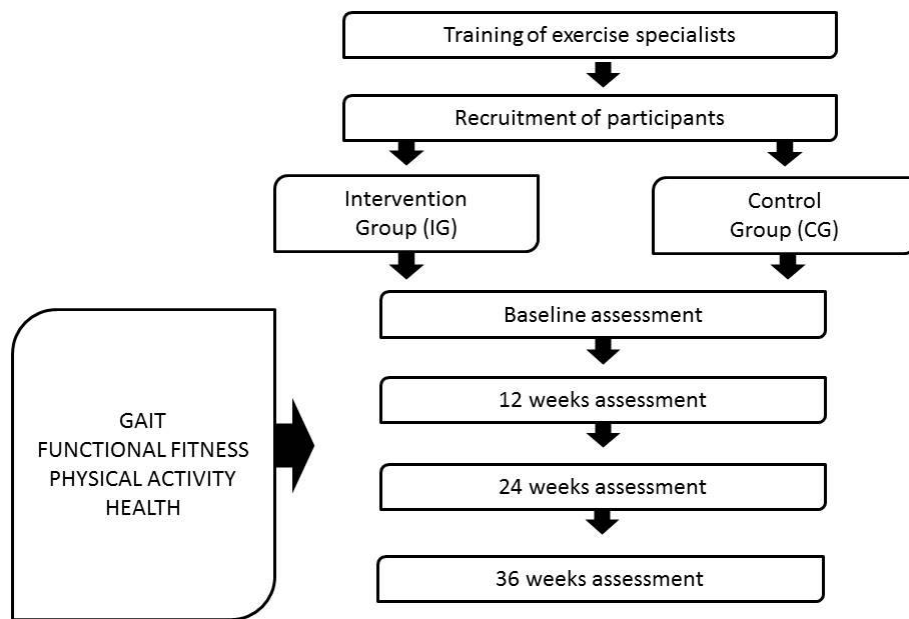 Training of exercise specialists
Recruitment of participants
Intervention
Group (IG)
Control
Group (CG)
Baseline assessment
12 weeks assessment
24 weeks assessment
36 weeks assessment
GAIT
FUNCTIONAL FITNESS
PHYSICAL ACTIVITY
HEALTH